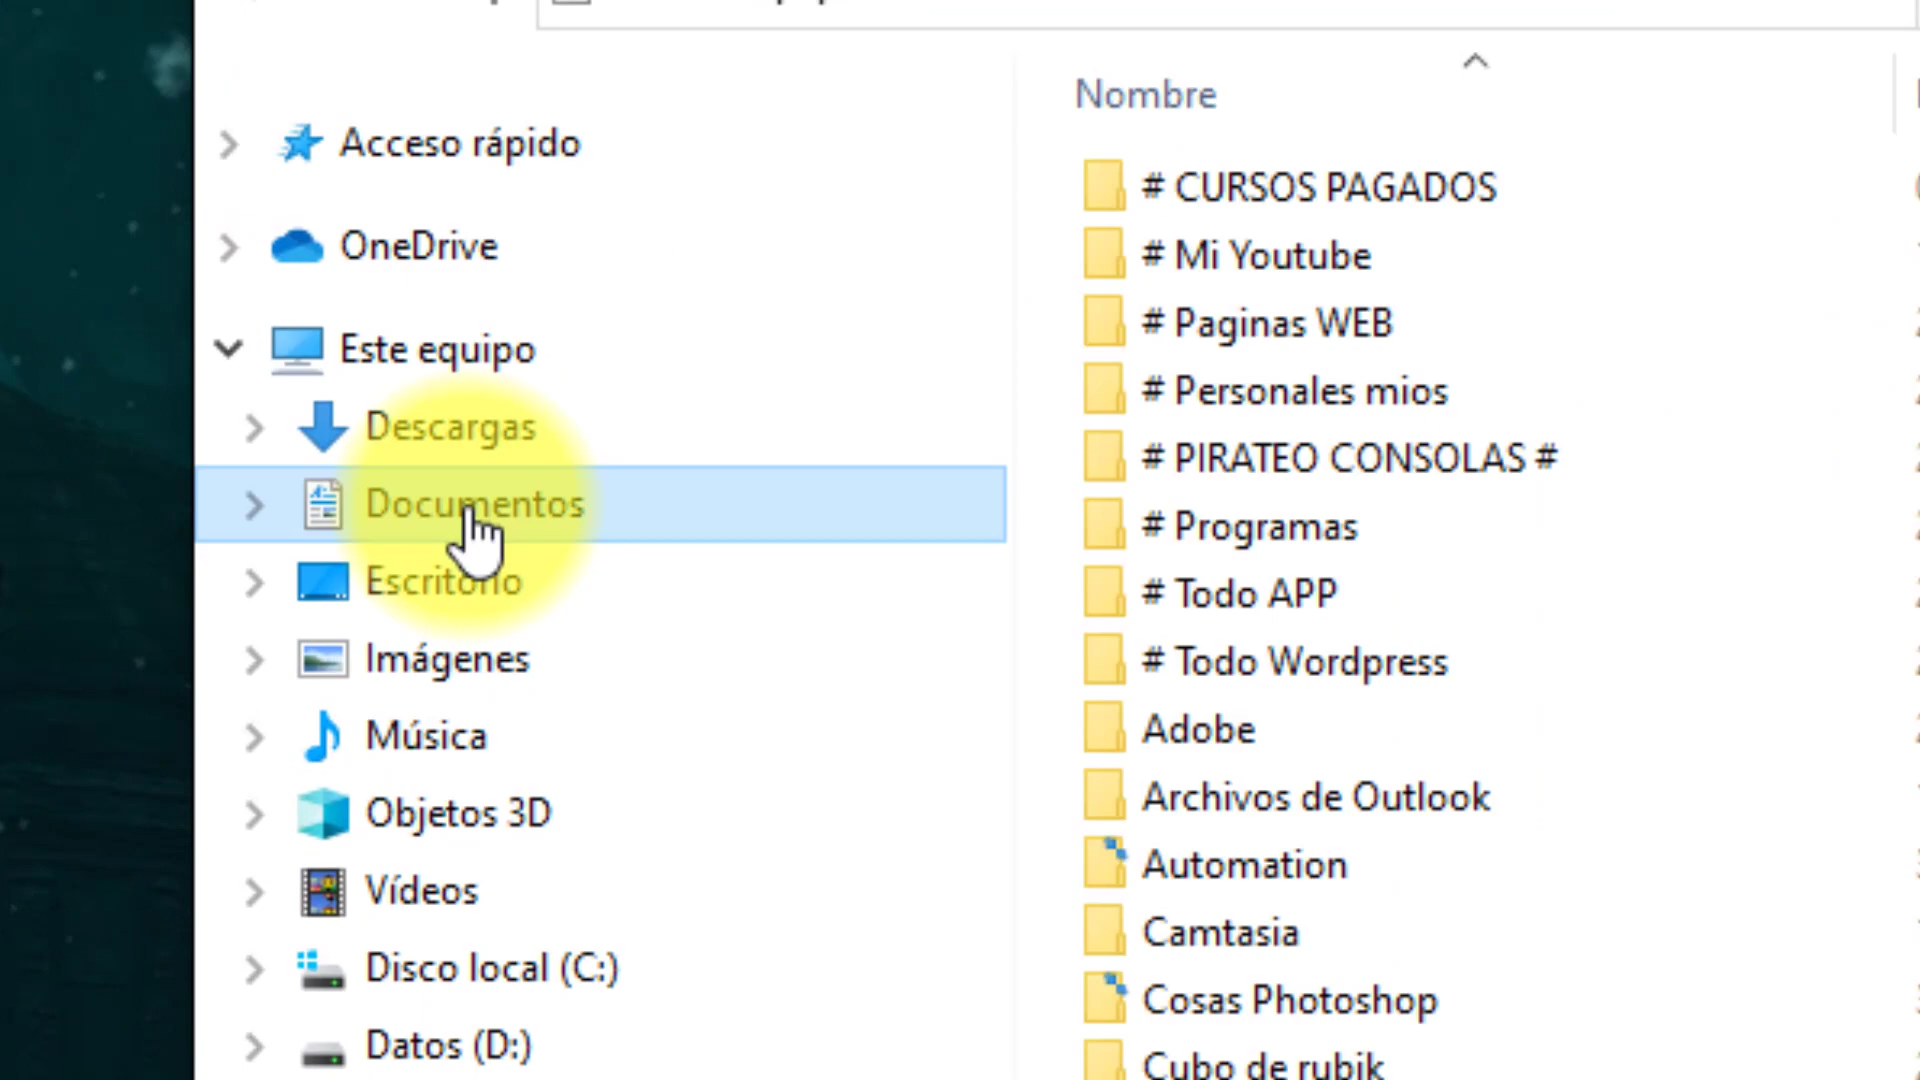 Acceso rápido
OneDrive
Este equipo
Descargas
Documentos
Escritorio
Imágenes
Música
Objetos 3D
Vídeos
Disco local (C:)
Datos (D:)
Nombre
# CURSOS PAGADOS
# Mi Youtube
# Paginas WEB
# Personales mios
# PIRATEO CONSOLAS #
# Programas
# Todo APP
# Todo Wordpress
Adobe
Archivos de Outlook
Automation
Camtasia
Cosas Photoshop
Cubo de rubik